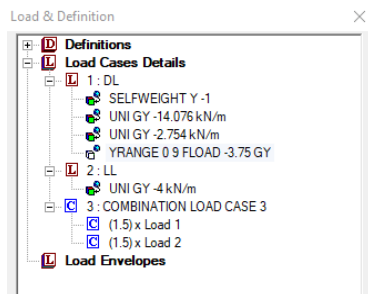 Load & Definition
D Definitions
L Load Cases Details
L 1 : DL
SELFWEIGHT Y -1
UNI GY -14.076 kN/m
UNI GY -2.754 kN/m
YRANGE 0 9 FLOAD -3.75 GY
L 2 : LL
UNI GY -4 kN/m
C 3 : COMBINATION LOAD CASE 3
C (1.5) x Load 1
C (1.5) x Load 2
L Load Envelopes